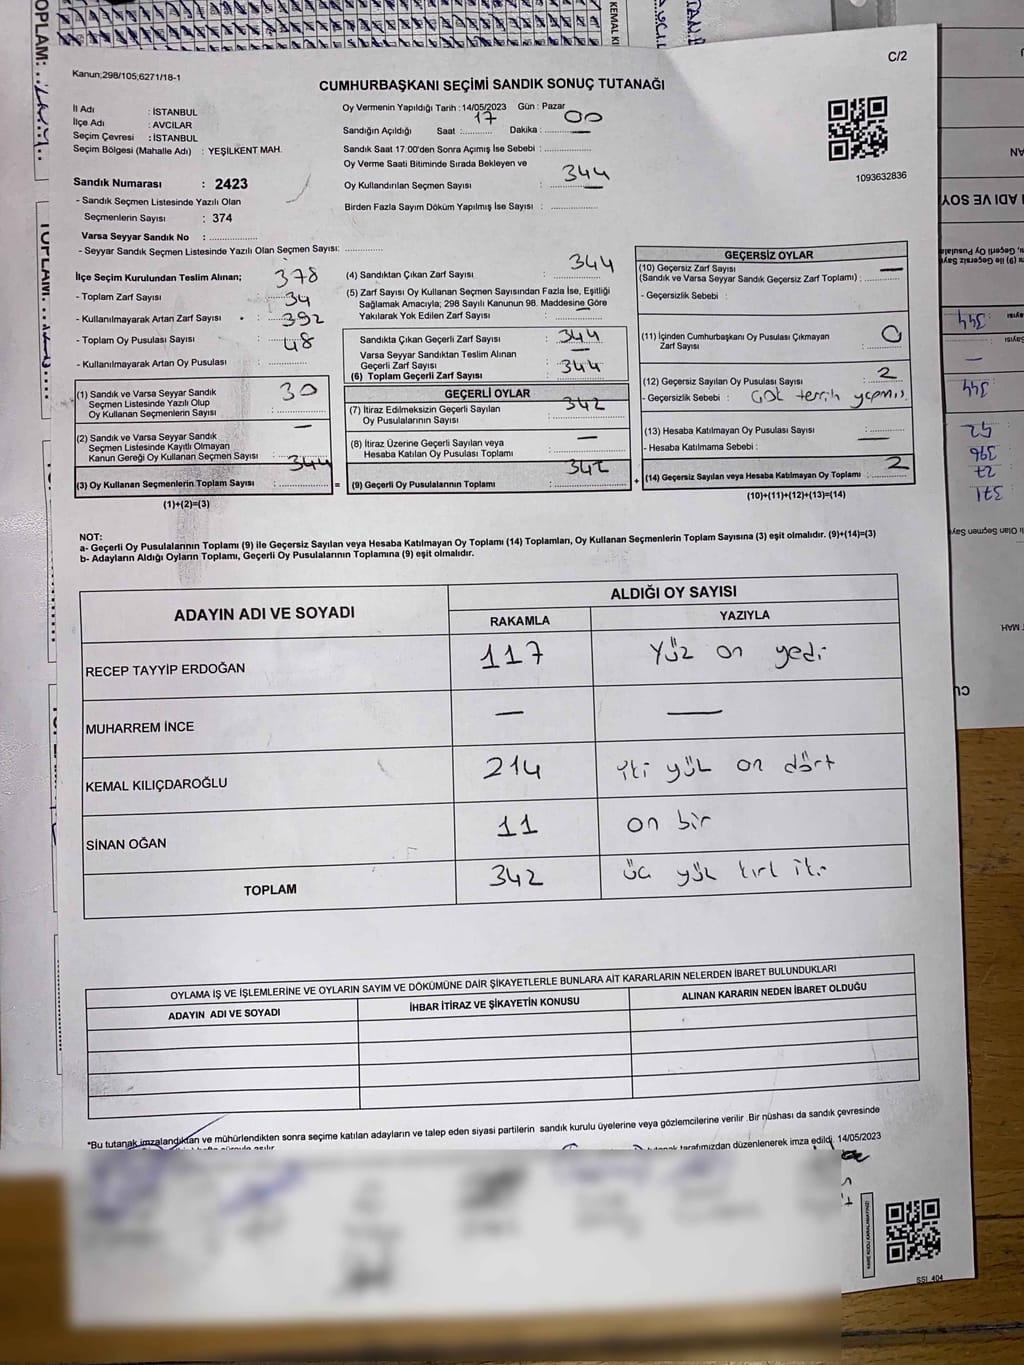 C/2
Kanun;298/105;6271/18-1
CUMHURBAŞKANI SEÇİMİ SANDIK SONUÇ TUTANAĞI
İl Adı : İSTANBUL
İlçe Adı : AVCILAR
Seçim Çevresi : İSTANBUL
Seçim Bölgesi (Mahalle Adı) : YEŞİLKENT MAH.
Sandık Numarası : 2423
- Sandık Seçmen Listesinde Yazılı Olan
Seçmenlerin Sayısı : 374
Varsa Seyyar Sandık No :
- Seyyar Sandık Seçmen Listesinde Yazılı Olan Seçmen Sayısı:
Oy Vermenin Yapıldığı Tarih : 14/05/2023 Gün : Pazar
Sandığın Açıldığı Saat : 17 Dakika : 00
Sandık Saat 17:00'den Sonra Açımış İse Sebebi :
Oy Verme Saati Bitiminde Sırada Bekleyen ve
Oy Kullandırılan Seçmen Sayısı : 344
Birden Fazla Sayım Döküm Yapılmış İse Sayısı :
1093632836
İlçe Seçim Kurulundan Teslim Alınan;
- Toplam Zarf Sayısı : 378
- Kullanılmayarak Artan Zarf Sayısı : 34
- Toplam Oy Pusulası Sayısı : 392
- Kullanılmayarak Artan Oy Pusulası : 48
(1) Sandık ve Varsa Seyyar Sandık
Seçmen Listesinde Yazılı Olup
Oy Kullanan Seçmenlerin Sayısı : 30
(2) Sandık ve Varsa Seyyar Sandık
Seçmen Listesinde Kayıtlı Olmayan
Kanun Gereği Oy Kullanan Seçmen Sayısı : —
(3) Oy Kullanan Seçmenlerin Toplam Sayısı : 344
(1)+(2)=(3)
(4) Sandıktan Çıkan Zarf Sayısı : 344
(5) Zarf Sayısı Oy Kullanan Seçmen Sayısından Fazla İse, Eşitliği
Sağlamak Amacıyla; 298 Sayılı Kanunun 98. Maddesine Göre
Yakılarak Yok Edilen Zarf Sayısı : —
Sandıkta Çıkan Geçerli Zarf Sayısı : 344
Varsa Seyyar Sandıktan Teslim Alınan
Geçerli Zarf Sayısı : —
(6) Toplam Geçerli Zarf Sayısı : 344
GEÇERLİ OYLAR
(7) İtiraz Edilmeksizin Geçerli Sayılan
Oy Pusulasının Sayısı : 342
(8) İtiraz Üzerine Geçerli Sayılan veya
Hesaba Katılan Oy Pusulası Toplamı : —
(9) Geçerli Oy Pusulalarının Toplamı : 342
GEÇERSİZ OYLAR
(10) Geçersiz Zarf Sayısı
(Sandık ve Varsa Seyyar Sandık Geçersiz Zarf Toplamı) : —
- Geçersizlik Sebebi :
(11) İçinden Cumhurbaşkanı Oy Pusulası Çıkmayan
Zarf Sayısı : 0
(12) Geçersiz Sayılan Oy Pusulası Sayısı : 2
- Geçersizlik Sebebi : Çok tercih yapmış
(13) Hesaba Katılmayan Oy Pusulası Sayısı : —
- Hesaba Katılmama Sebebi :
(14) Geçersiz Sayılan veya Hesaba Katılmayan Oy Toplamı : 2
(10)+(11)+(12)+(13)=(14)
NOT:
a- Geçerli Oy Pusulalarının Toplamı (9) ile Geçersiz Sayılan veya Hesaba Katılmayan Oy Toplamı (14) Toplamları, Oy Kullanan Seçmenlerin Toplam Sayısına (3) eşit olmalıdır. (9)+(14)=(3)
b- Adayların Aldığı Oyların Toplamı, Geçerli Oy Pusulalarının Toplamına (9) eşit olmalıdır.
ADAYIN ADI VE SOYADI ALDIĞI OY SAYISI
RAKAMLA YAZIYLA
RECEP TAYYİP ERDOĞAN 117 Yüz on yedi
MUHARREM İNCE — —
KEMAL KILIÇDAROĞLU 214 iki yüz on dört
SİNAN OĞAN 11 on bir
TOPLAM 342 üç yüz kırk iki
OYLAMA İŞ VE İŞLEMLERİNE VE OYLARIN SAYIM VE DÖKÜMÜNE DAİR ŞİKAYETLERLE BUNLARA AİT KARARLARIN NELERDEN İBARET BULUNDUKLARI
ADAYIN ADI VE SOYADI İHBAR İTİRAZ VE ŞİKAYETİN KONUSU ALINAN KARARIN NEDEN İBARET OLDUĞU
*Bu tutanak imzalandıktan ve mühürlendikten sonra seçime katılan adayların ve talep eden siyasi partilerin sandık kurulu üyelerine veya gözlemcilerine verilir .Bir nüshası da sandık çevresinde
tarafımızdan düzenlenerek imza edildi. 14/05/2023
SSİ_404